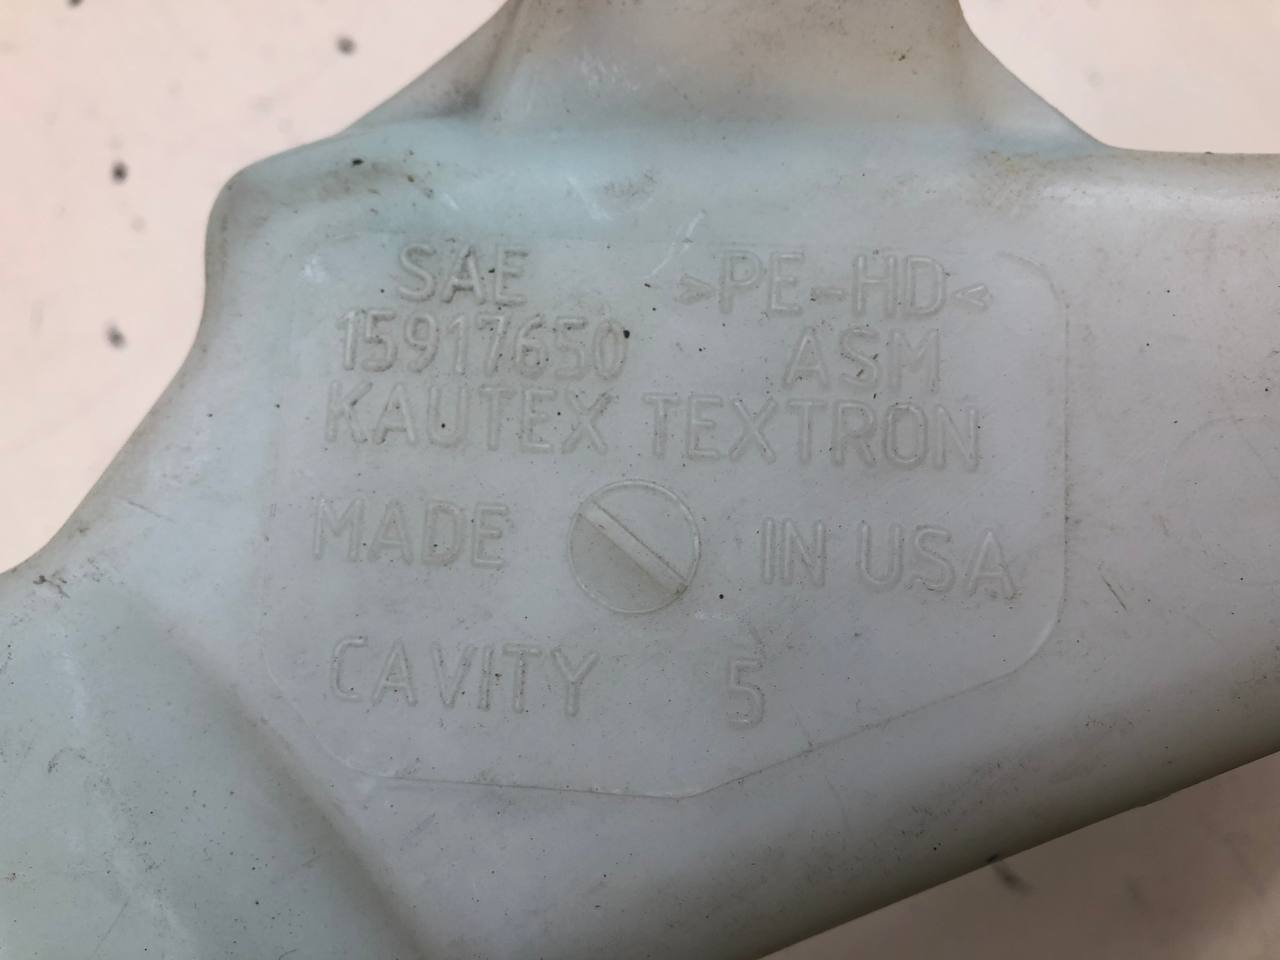 SAE >PE-HD<
15917650 ASM
KAUTEX TEXTRON
MADE IN USA
CAVITY 5